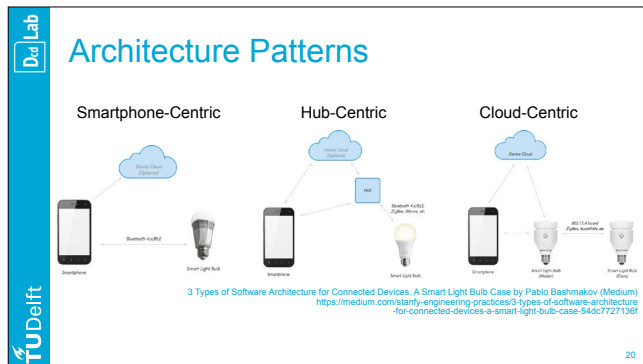 Dcd Lab
Architecture Patterns
Smartphone-Centric
Hub-Centric
Cloud-Centric
Device Cloud
(Optional)
Bluetooth 4.x/BLE
Smartphone
Smart Light Bulb
Device Cloud
(Optional)
Hub
Bluetooth 4.x/BLE,
ZigBee, Wemo, etc
Smartphone
Smart Light Bulb
Device Cloud
802.15.4 based
Smartphone
Smart Light Bulb
(Master)
Smart Light Bulb
(Slave)
3 Types of Software Architecture for Connected Devices. A Smart Light Bulb Case by Pablo Bashmakov (Medium)
https://medium.com/stanfy-engineering-practices/3-types-of-software-architecture
-for-connected-devices-a-smart-light-bulb-case-54dc7727136f
TUDelft
20